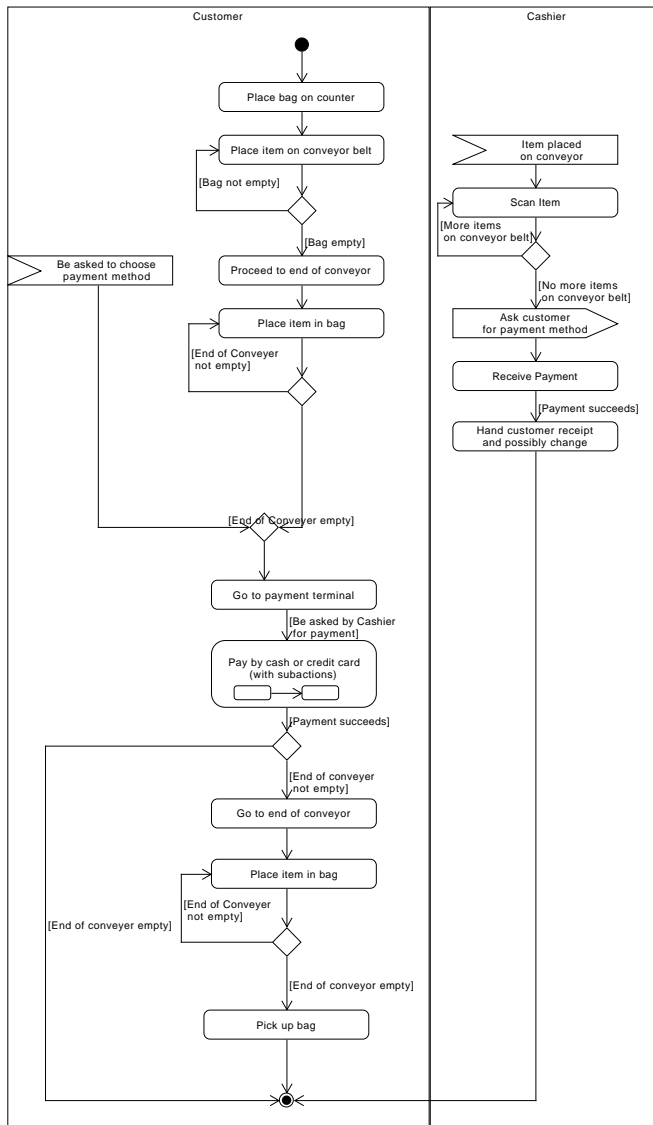 Customer
Cashier
Place bag on counter
Place item on conveyor belt
[Bag not empty]
[Bag empty]
Be asked to choose
payment method
Proceed to end of conveyor
Place item in bag
[End of Conveyer
not empty]
[End of Conveyer empty]
Go to payment terminal
[Be asked by Cashier
for payment]
Pay by cash or credit card
(with subactions)
[Payment succeeds]
[End of conveyer
not empty]
Go to end of conveyor
Place item in bag
[End of Conveyer
not empty]
[End of conveyer empty]
[End of conveyor empty]
Pick up bag
Item placed
on conveyor
Scan Item
[More items
on conveyor belt]
[No more items
on conveyor belt]
Ask customer
for payment method
Receive Payment
[Payment succeeds]
Hand customer receipt
and possibly change